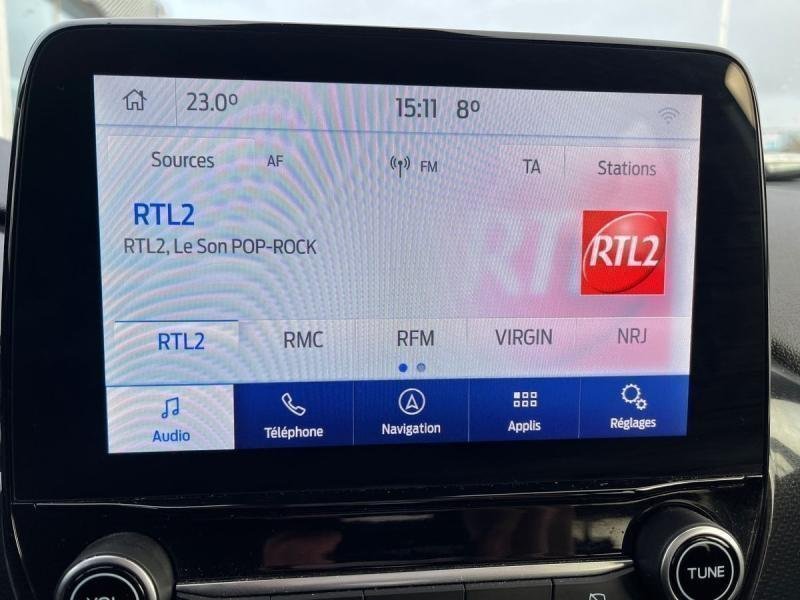 23.0° 15:11 8°
Sources AF FM TA Stations
RTL2
RTL2, Le Son POP-ROCK
RTL2
RTL2 RMC RFM VIRGIN NRJ
Audio Téléphone Navigation Applis Réglages
VOL TUNE